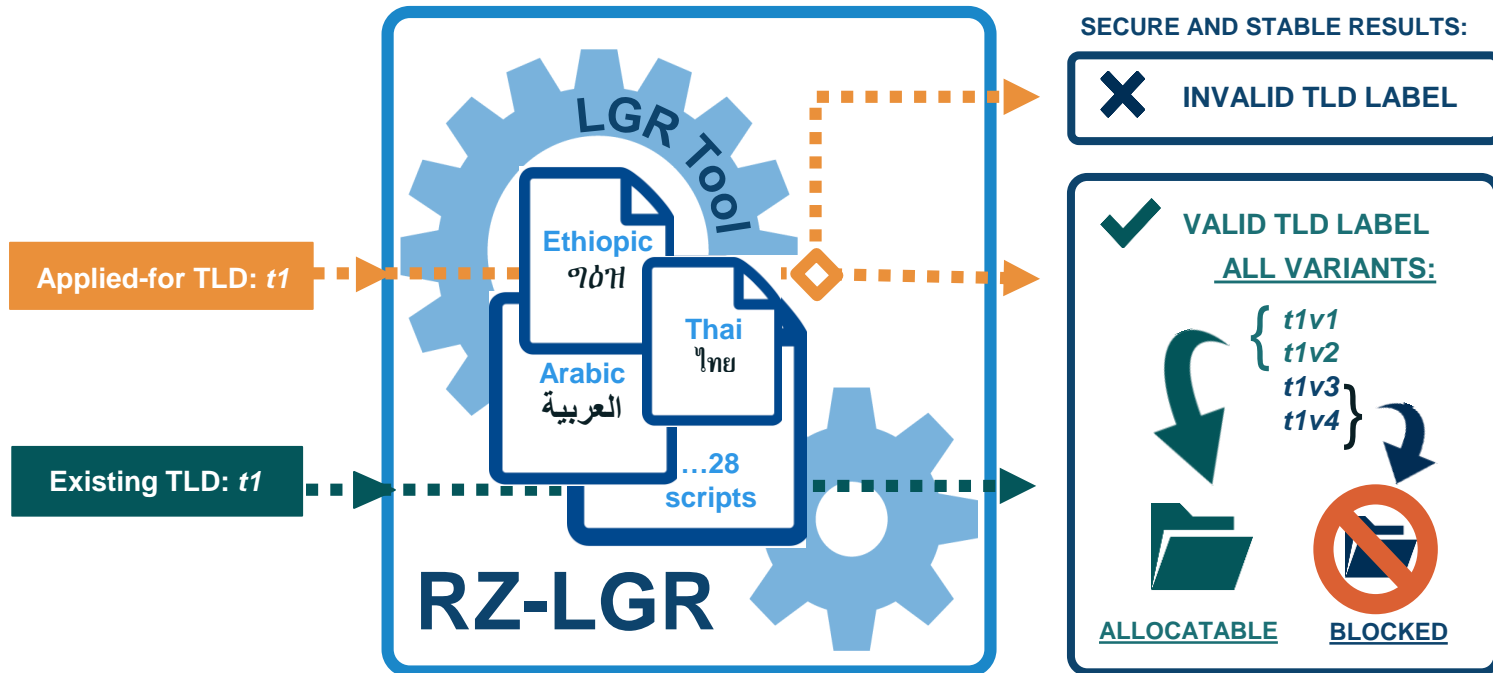 SECURE AND STABLE RESULTS:
INVALID TLD LABEL
LGR Tool
Ethiopic
ግዕዝ
Thai
ไทย
Arabic
العربية
…28
scripts
RZ-LGR
Applied-for TLD: t1
Existing TLD: t1
VALID TLD LABEL
ALL VARIANTS:
t1v1
t1v2
t1v3
t1v4
ALLOCATABLE
BLOCKED